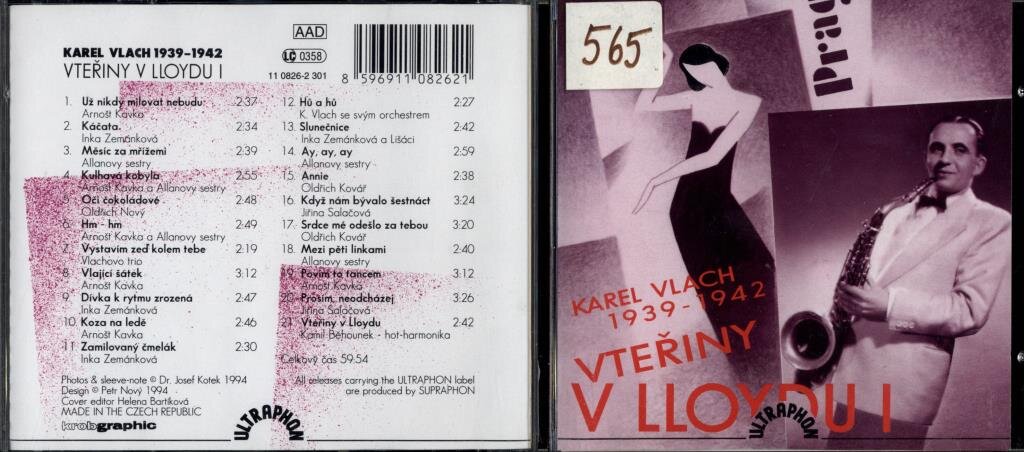 KAREL VLACH 1939-1942
VTEŘINY V LLOYDU I
AAD
LC 0358
11 0826-2 301
8 596911 082621
1. Už nikdy milovat nebudu 2:37
Arnošt Kavka
2. Káčata 2:34
Inka Zemánková
3. Měsíc za mřížemi 2:39
Allanovy sestry
4. Kulhavá kobyla 2:55
Arnošt Kavka a Allanovy sestry
5. Oči čokoládové 2:48
Oldřich Nový
6. Hm - hm 2:49
Arnošt Kavka a Allanovy sestry
7. Vystavím zeď kolem tebe 2:19
Vlachovo trio
8. Vlající šátek 3:12
Arnošt Kavka
9. Dívka k rytmu zrozená 2:47
Inka Zemánková
10. Koza na ledě 2:46
Arnošt Kavka
11. Zamilovaný čmelák 2:30
Inka Zemánková
12. Hů a hů 2:27
K. Vlach se svým orchestrem
13. Slunečnice 2:42
Inka Zemánková a Lišáci
14. Ay, ay, ay 2:59
Allanovy sestry
15. Annie 2:38
Oldřich Kovář
16. Když nám bývalo šestnáct 3:24
Jiřina Salačová
17. Srdce mé odešlo za tebou 3:20
Oldřich Kovář
18. Mezi pěti linkami 2:40
Allanovy sestry
19. Povím to tancem 3:12
Arnošt Kavka
20. Prosím, neodcházej 3:26
Jiřina Salačová
21. Vteřiny v Lloydu 2:42
Kamil Běhounek - hot-harmonika
Celkový čas 59:54
Photos & sleeve-note © Dr. Josef Kotek 1994
Design © Petr Nový 1994
Cover editor Helena Bartíková
MADE IN THE CZECH REPUBLIC
krobgraphic
All releases carrying the ULTRAPHON label
are produced by SUPRAPHON
ULTRAPHON
565
Prag
KAREL VLACH
1939-1942
VTEŘINY
V LLOYDU I
ULTRAPHON